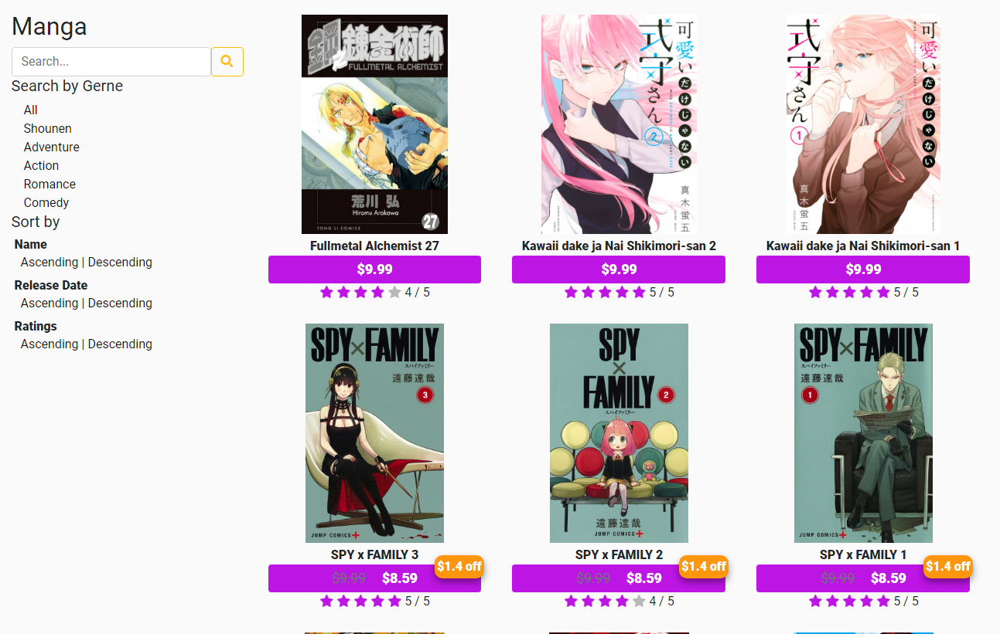 Manga
Search...
Search by Gerne
All
Shounen
Adventure
Action
Romance
Comedy
Sort by
Name
Ascending | Descending
Release Date
Ascending | Descending
Ratings
Ascending | Descending
鋼之鍊金術師
FULLMETAL ALCHEMIST
荒川 弘
Hiromu Arakawa
27
TONG LI COMICS
Fullmetal Alchemist 27
$9.99
4 / 5
可愛いだけじゃない
式守さん
2
真木蛍五
Kawaii dake ja Nai Shikimori-san 2
$9.99
5 / 5
可愛いだけじゃない
式守さん
1
真木蛍五
Kawaii dake ja Nai Shikimori-san 1
$9.99
5 / 5
SPY×FAMILY
スパイファミリー
遠藤達哉
3
JUMP COMICS+
SPY x FAMILY 3
$1.4 off
$9.99 $8.59
5 / 5
SPY
×
FAMILY
2
スパイファミリー
遠藤達哉
JUMP COMICS+
SPY x FAMILY 2
$1.4 off
$9.99 $8.59
4 / 5
SPY×FAMILY
スパイファミリー
遠藤達哉
1
JUMP COMICS+
SPY x FAMILY 1
$1.4 off
$9.99 $8.59
5 / 5